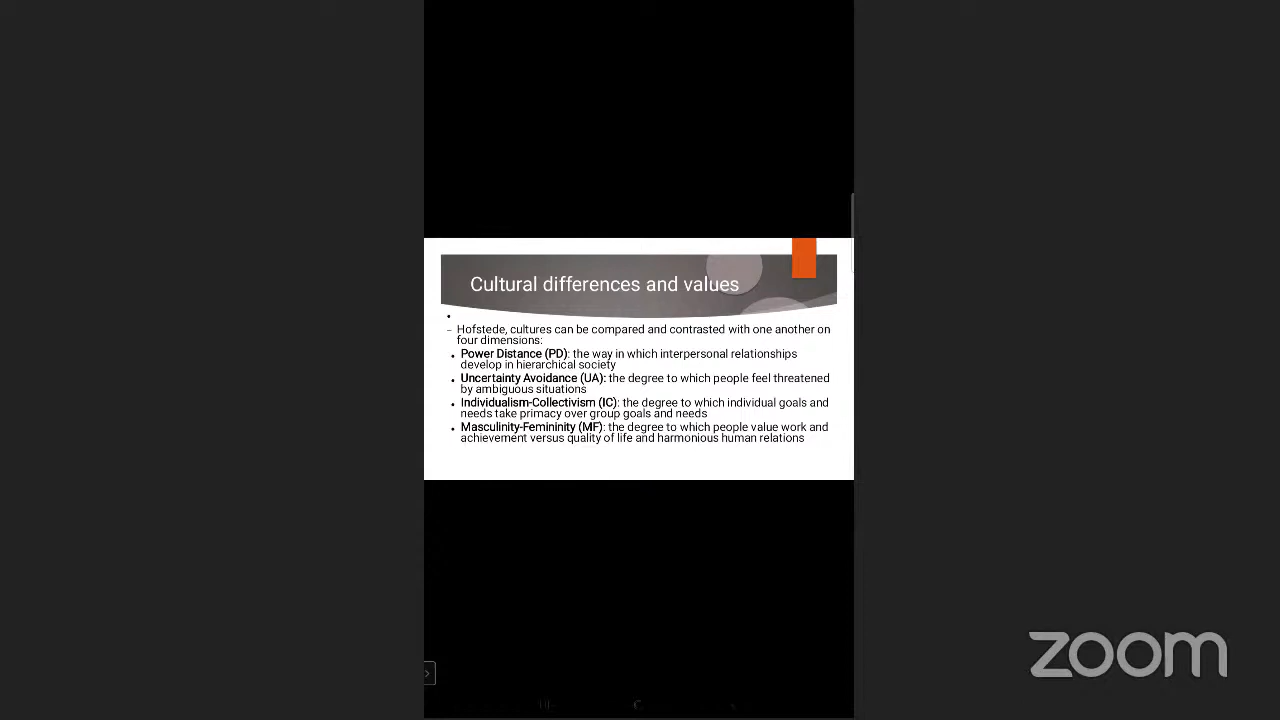 Cultural differences and values
•
– Hofstede, cultures can be compared and contrasted with one another on
four dimensions:
• Power Distance (PD): the way in which interpersonal relationships
develop in hierarchical society
• Uncertainty Avoidance (UA): the degree to which people feel threatened
by ambiguous situations
• Individualism-Collectivism (IC): the degree to which individual goals and
needs take primacy over group goals and needs
• Masculinity-Femininity (MF): the degree to which people value work and
achievement versus quality of life and harmonious human relations
zoom